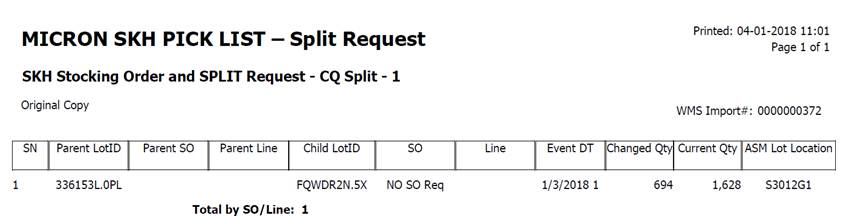 MICRON SKH PICK LIST – Split Request
Printed: 04-01-2018 11:01
Page 1 of 1
SKH Stocking Order and SPLIT Request - CQ Split - 1
Original Copy
WMS Import#: 0000000372
SN Parent LotID Parent SO Parent Line Child LotID SO Line Event DT Changed Qty Current Qty ASM Lot Location
1 336153L.0PL FQWDR2N.5X NO SO Req 1/3/2018 1 694 1,628 S3012G1
Total by SO/Line: 1